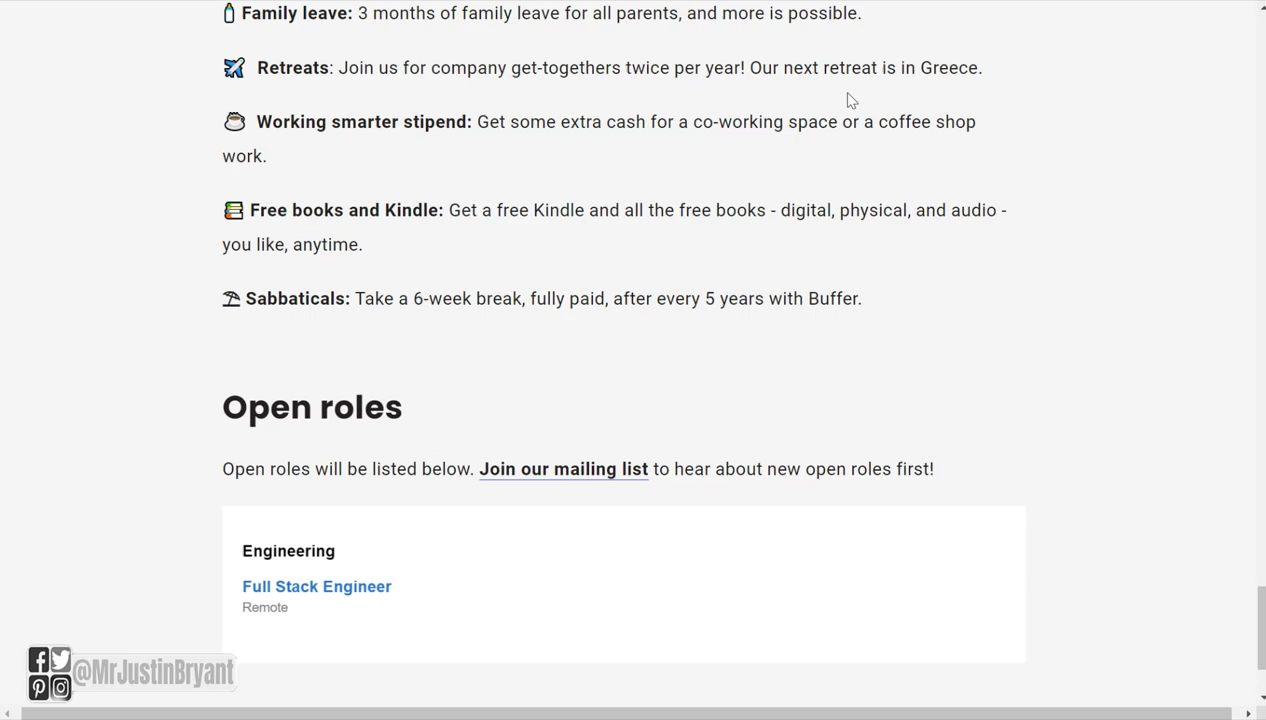 Family leave: 3 months of family leave for all parents, and more is possible.
Retreats: Join us for company get-togethers twice per year! Our next retreat is in Greece.
Working smarter stipend: Get some extra cash for a co-working space or a coffee shop
work.
Free books and Kindle: Get a free Kindle and all the free books - digital, physical, and audio -
you like, anytime.
Sabbaticals: Take a 6-week break, fully paid, after every 5 years with Buffer.
Open roles
Open roles will be listed below. Join our mailing list to hear about new open roles first!
Engineering
Full Stack Engineer
Remote
@MrJustinBryant